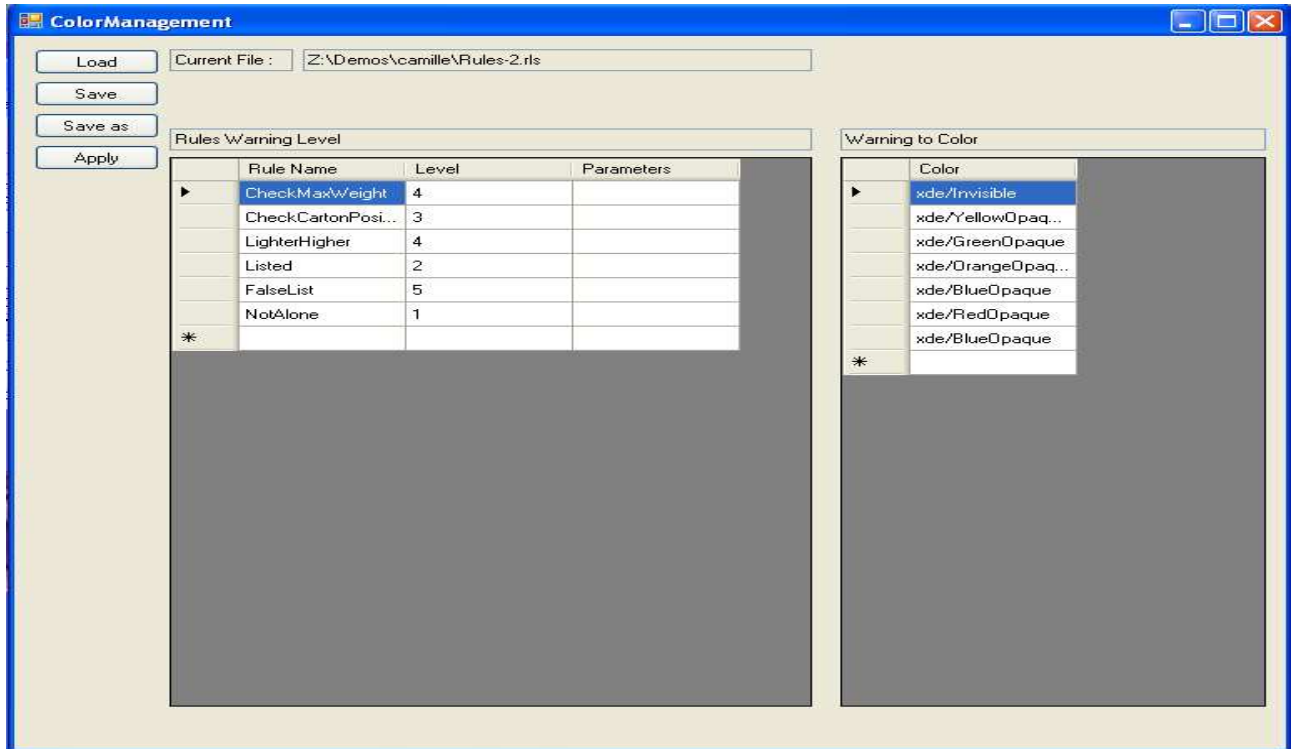 ColorManagement
Load
Current File :
Z:\Demos\camille\Rules-2.rls
Save
Save as
Apply
Rules Warning Level
Rule Name Level Parameters
CheckMaxWeight 4
CheckCartonPosi... 3
LighterHigher 4
Listed 2
FalseList 5
NotAlone 1
Warning to Color
Color
xde/Invisible
xde/YellowOpaq...
xde/GreenOpaque
xde/OrangeOpaq...
xde/BlueOpaque
xde/RedOpaque
xde/BlueOpaque